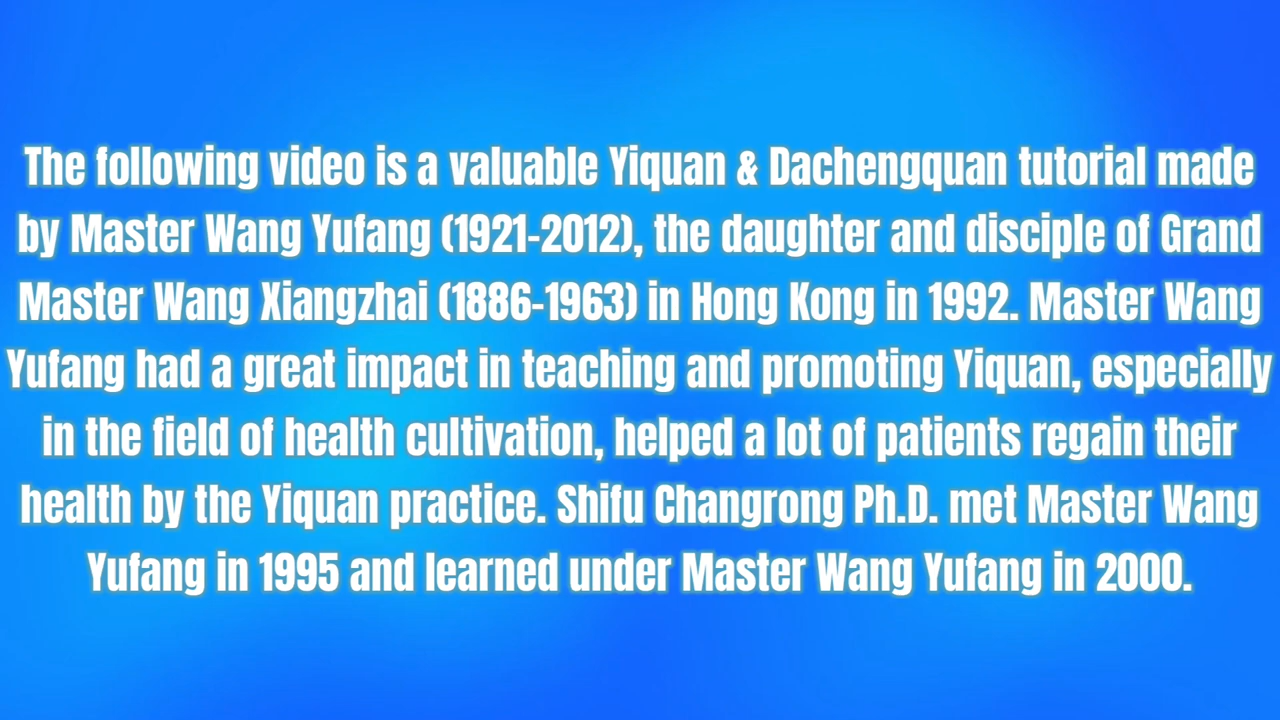 The following video is a valuable Yiquan & Dachengquan tutorial made
by Master Wang Yufang (1921-2012), the daughter and disciple of Grand
Master Wang Xiangzhai (1886-1963) in Hong Kong in 1992. Master Wang
Yufang had a great impact in teaching and promoting Yiquan, especially
in the field of health cultivation, helped a lot of patients regain their
health by the Yiquan practice. Shifu Changrong Ph.D. met Master Wang
Yufang in 1995 and learned under Master Wang Yufang in 2000.